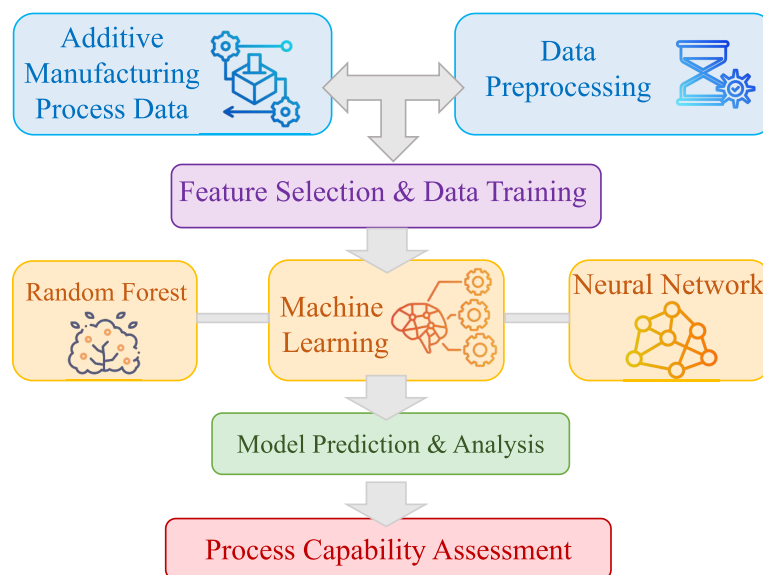 Additive
Manufacturing
Process Data
Data
Preprocessing
Feature Selection & Data Training
Random Forest
Machine
Learning
Neural Network
Model Prediction & Analysis
Process Capability Assessment